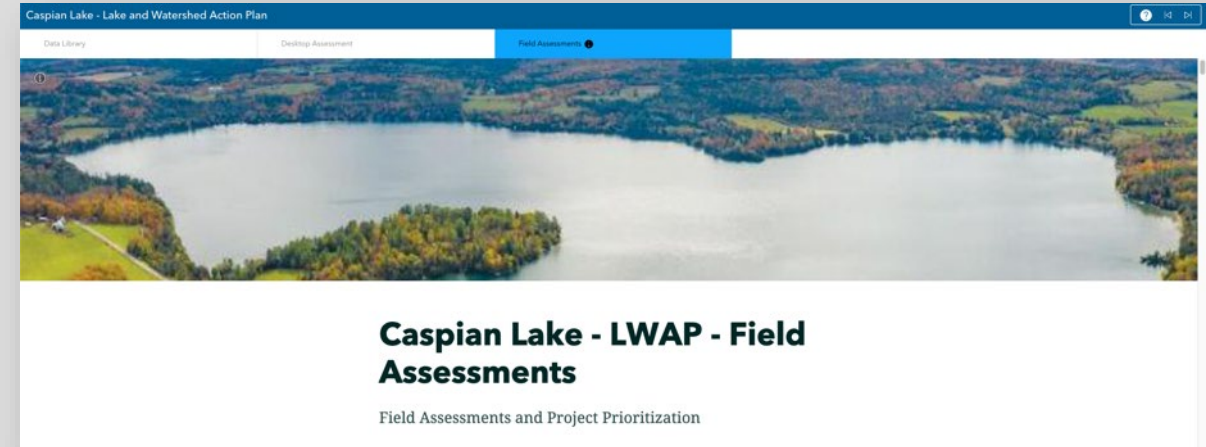 Caspian Lake - Lake and Watershed Action Plan
?
Data Library
Desktop Assessment
Field Assessments
Caspian Lake - LWAP - Field
Assessments
Field Assessments and Project Prioritization